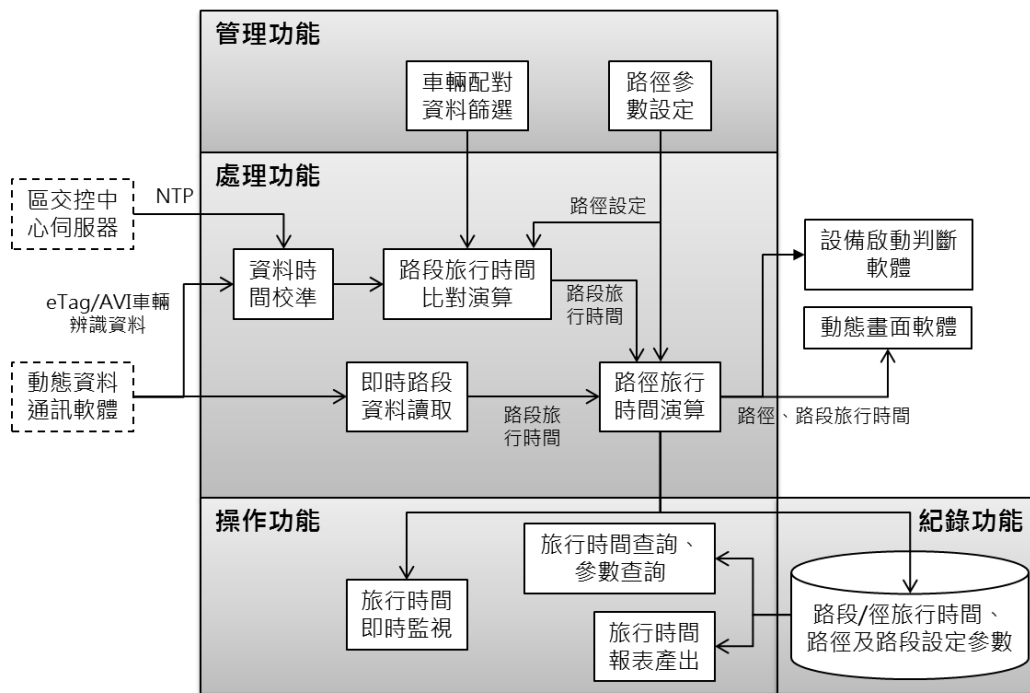 管理功能
車輛配對
資料篩選
路徑參
數設定
處理功能
區交控中
心伺服器
NTP
路徑設定
資料時
間校准
路段旅行時間
比對演算
路段旅
行時間
設備啟動判斷
軟體
eTag/AVI車輛
辨識資料
動態畫面軟體
動態資料
通訊軟體
即時路段
資料讀取
路段旅
行時間
路徑旅行
時間演算
路徑、路段旅行時間
操作功能
紀錄功能
旅行時間查詢、
參數查詢
旅行時間
即時監視
旅行時間
報表產出
路段/徑旅行時間、
路徑及路段設定參數